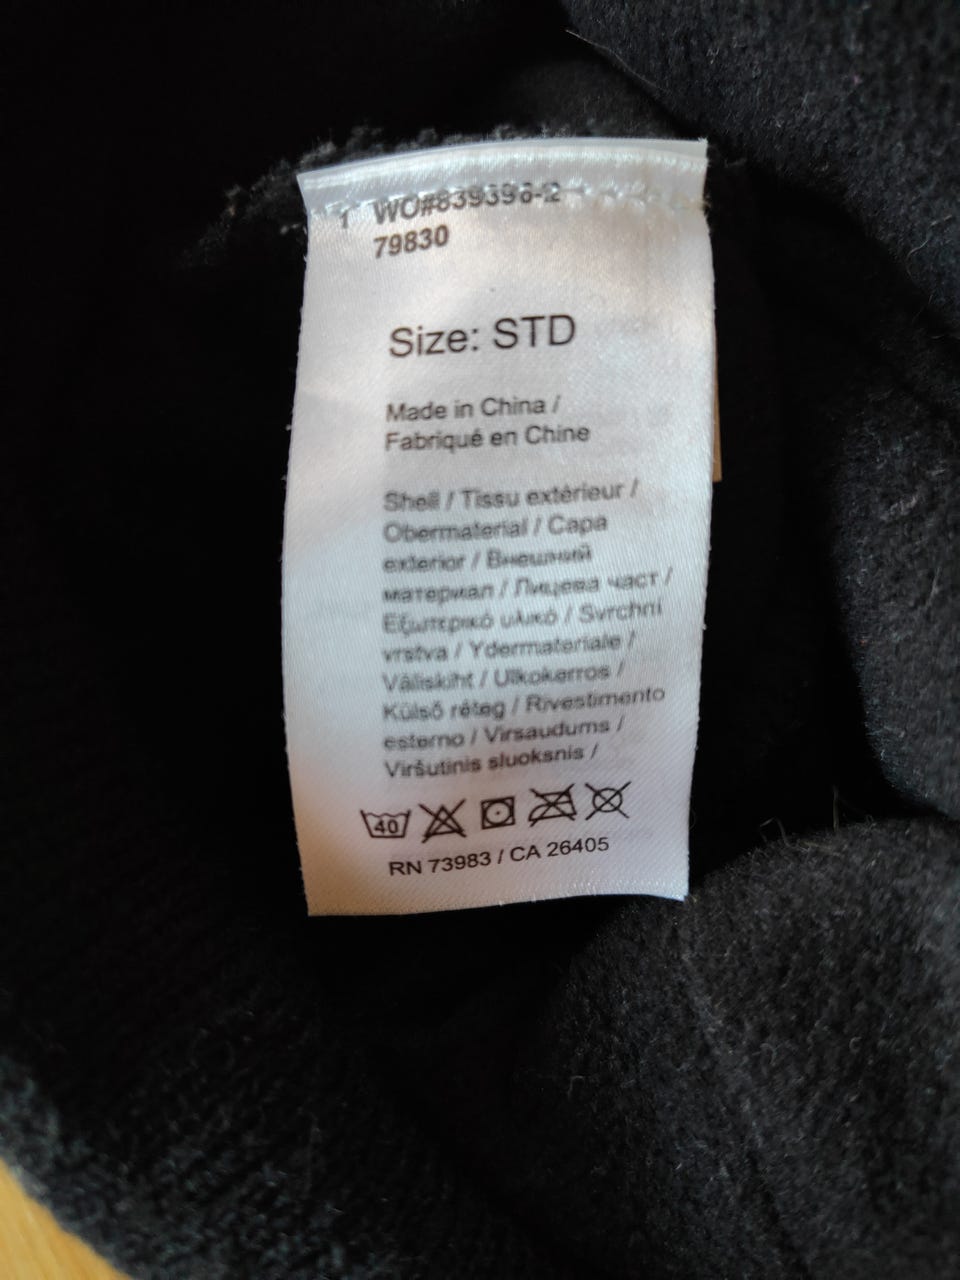 1 WO#839396-2
79830
Size: STD
Made in China /
Fabriqué en Chine
Shell / Tissu extérieur /
Obermaterial / Capa
exterior / Внешний
материал / Лицева част /
Εξωτερικό υλικό / Svrchní
vrstva / Ydermateriale /
Väliskiht / Ulkokerros /
Külső réteg / Rivestimento
esterno / Virsaudums /
Viršutinis sluoksnis /
40
RN 73983 / CA 26405